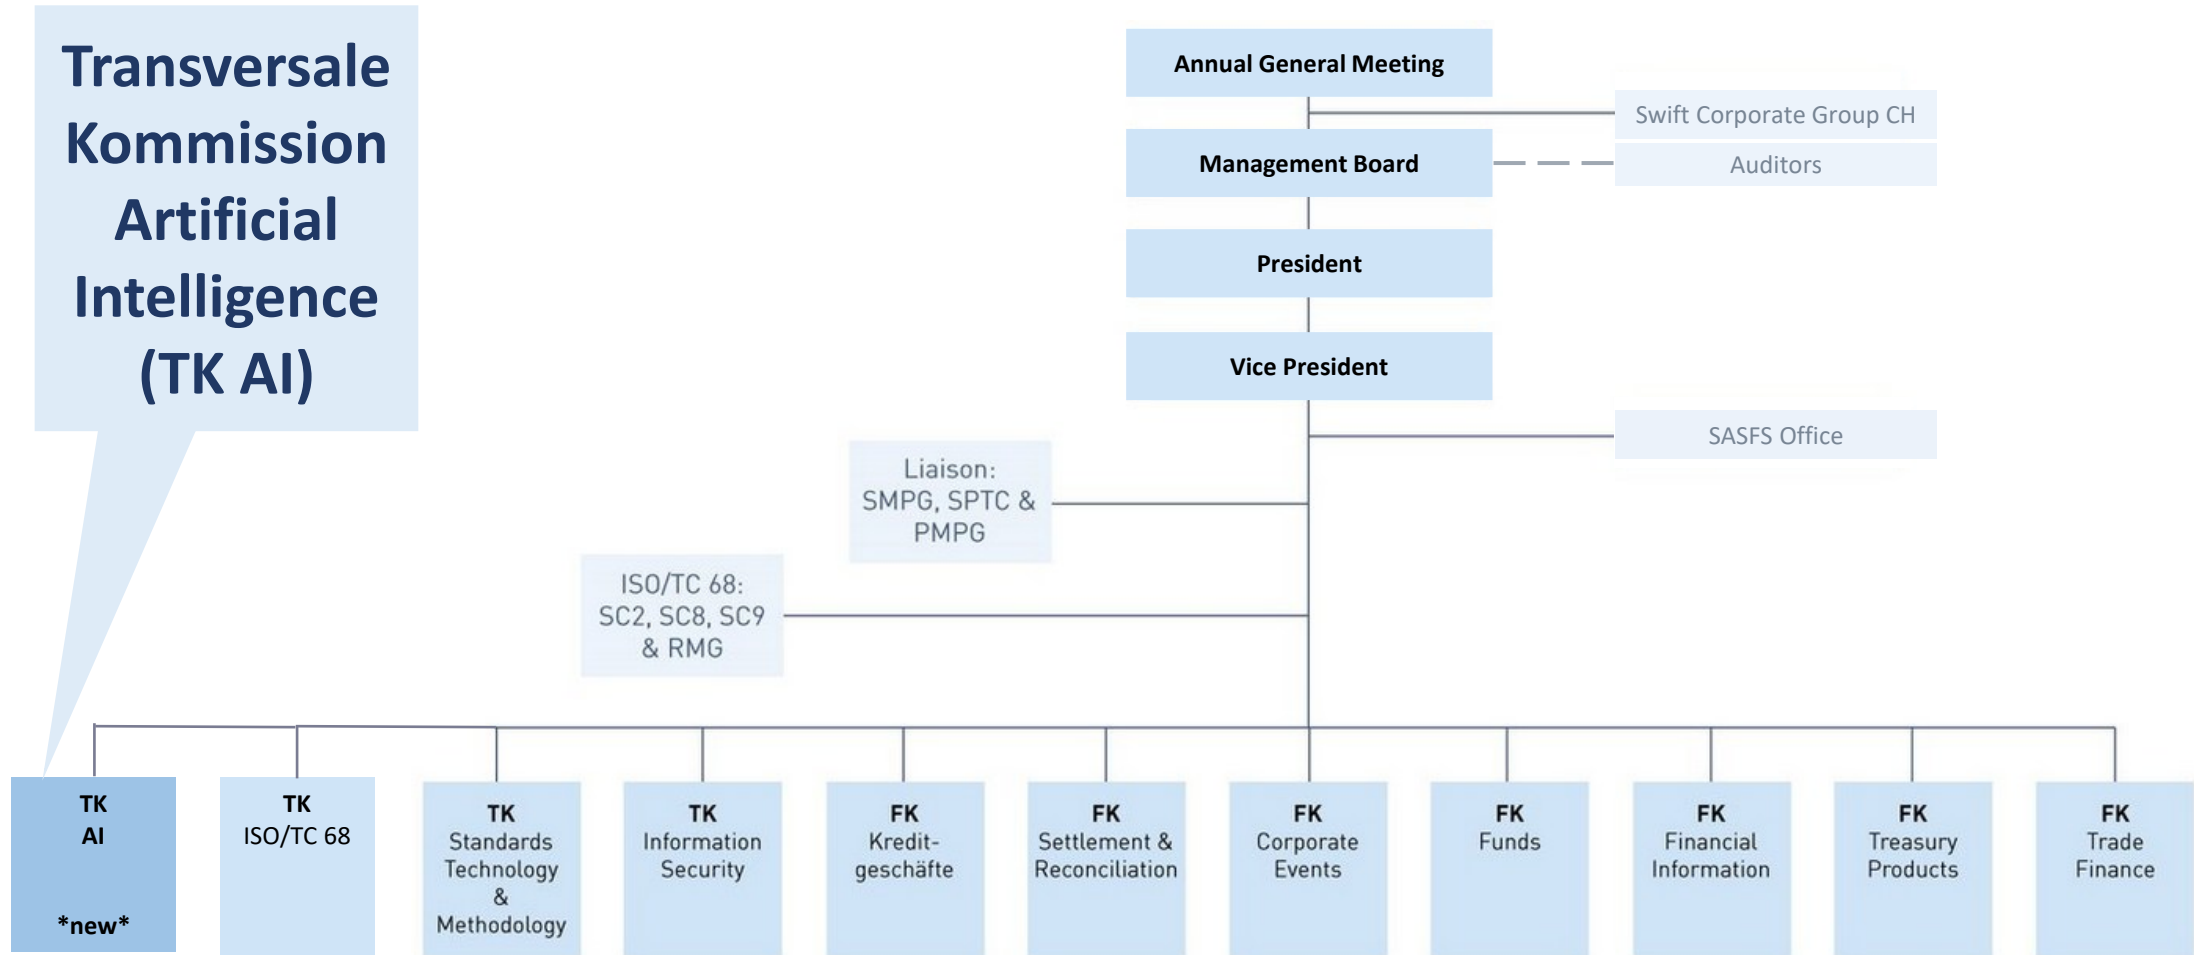 Transversale
Kommission
Artificial
Intelligence
(TK AI)
Annual General Meeting
Swift Corporate Group CH
Management Board
Auditors
President
Vice President
SASFS Office
Liaison:
SMPG, SPTC &
PMPG
ISO/TC 68:
SC2, SC8, SC9
& RMG
TK
AI
*new*
TK
ISO/TC 68
TK
Standards
Technology
&
Methodology
TK
Information
Security
FK
Kredit-
geschäfte
FK
Settlement &
Reconciliation
FK
Corporate
Events
FK
Funds
FK
Financial
Information
FK
Treasury
Products
FK
Trade
Finance